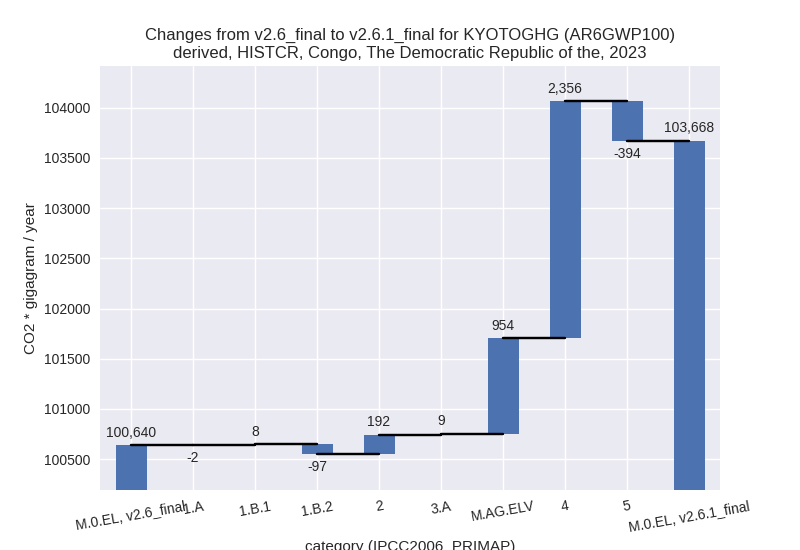 Changes from v2.6_final to v2.6.1_final for KYOTOGHG (AR6GWP100)
derived, HISTCR, Congo, The Democratic Republic of the, 2023
CO2 * gigagram / year
104000
103500
103000
102500
102000
101500
101000
100500
100,640
-2
8
-97
192
9
954
2,356
-394
103,668
M.0.EL, v2.6_final
1.A
1.B.1
1.B.2
2
3.A
M.AG.ELV
4
5
M.0.EL, v2.6.1_final
category (IPCC2006_PRIMAP)